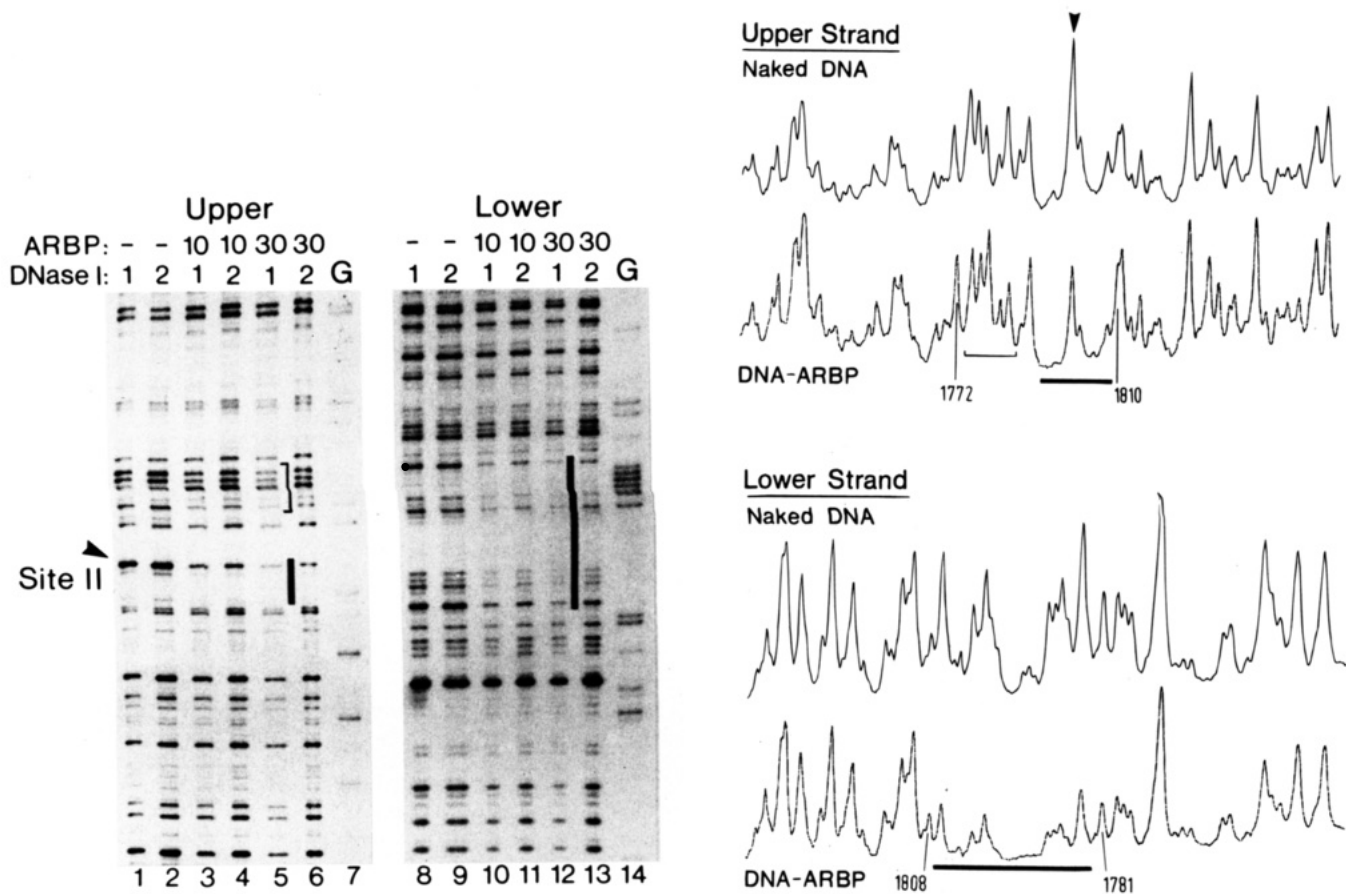 Upper
ARBP: - - 10 10 30 30
DNase I: 1 2 1 2 1 2 G
Site II
1 2 3 4 5 6 7
Lower
- - 10 10 30 30
1 2 1 2 1 2 G
8 9 10 11 12 13 14
Upper Strand
Naked DNA
DNA-ARBP
1772
1810
Lower Strand
Naked DNA
DNA-ARBP
1808
1781